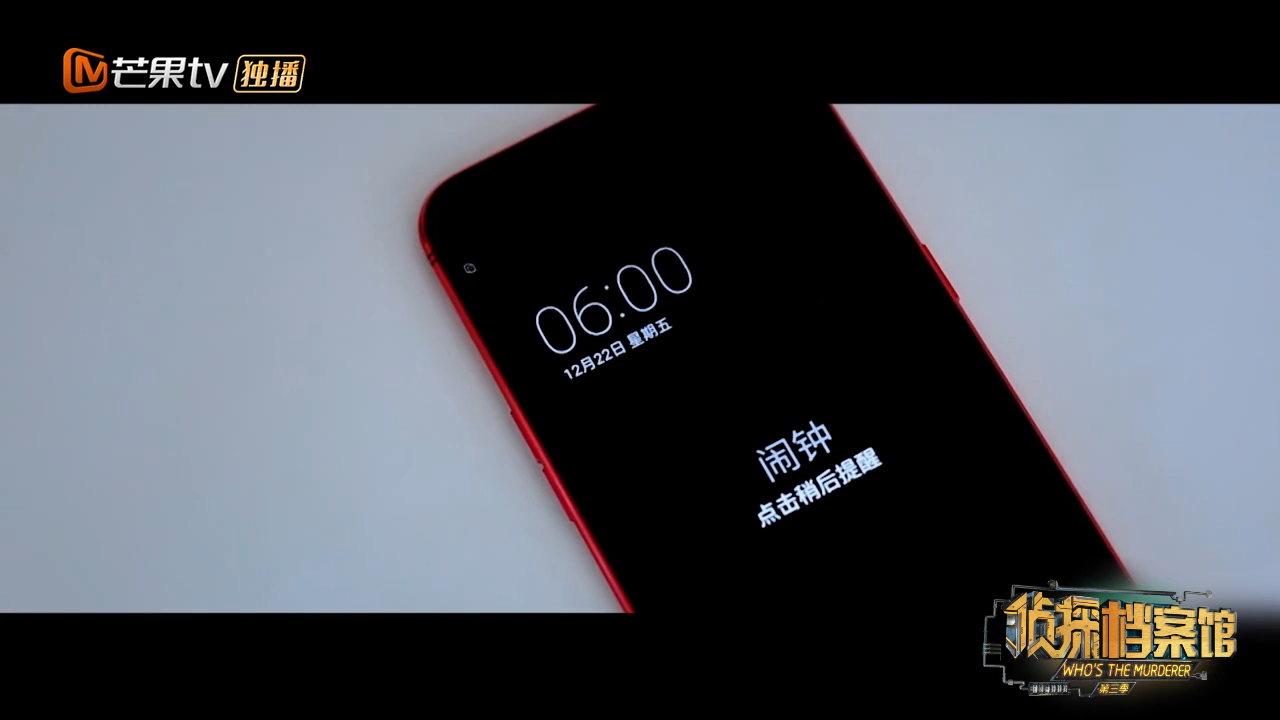 芒果tv 独播
06:00
12月22日 星期五
闹钟
点击稍后提醒
侦探档案馆
WHO'S THE MURDERER
第三季